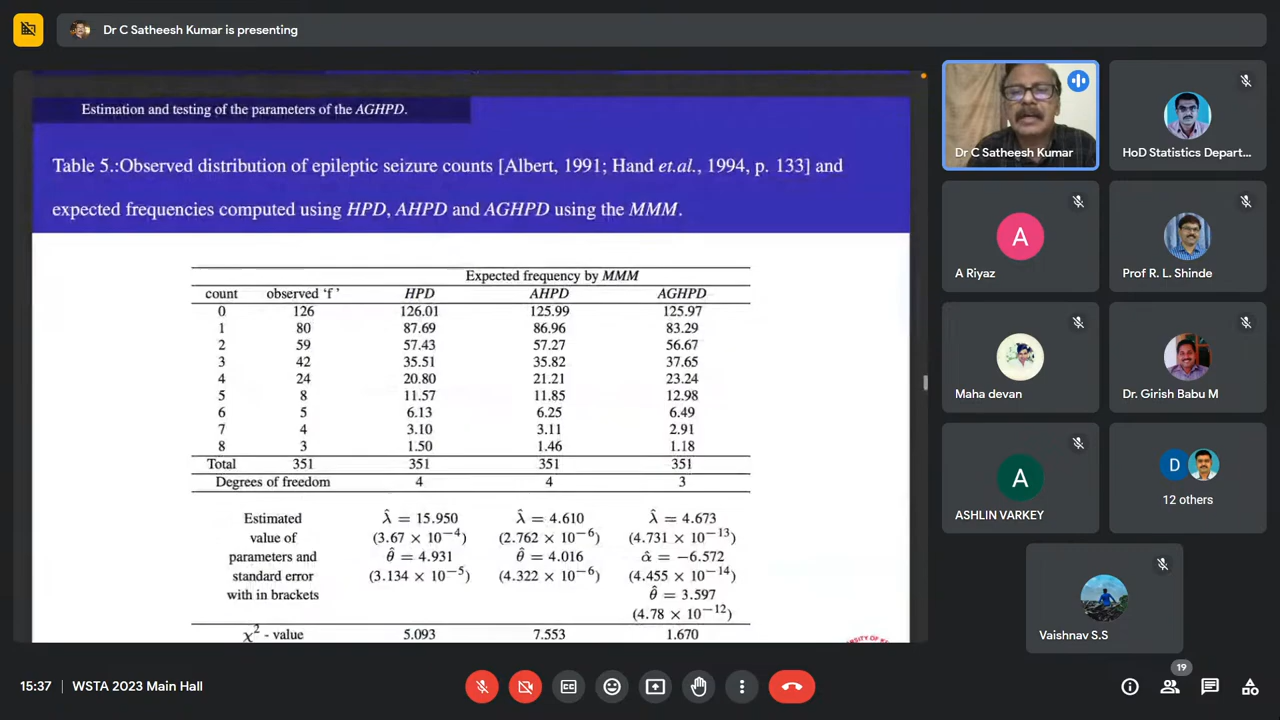 Dr C Satheesh Kumar is presenting
Estimation and testing of the parameters of the AGHPD.
Table 5.:Observed distribution of epileptic seizure counts [Albert, 1991; Hand et.al., 1994, p. 133] and
expected frequencies computed using HPD, AHPD and AGHPD using the MMM.
Expected frequency by MMM
count observed ‘f ’ HPD AHPD AGHPD
0 126 126.01 125.99 125.97
1 80 87.69 86.96 83.29
2 59 57.43 57.27 56.67
3 42 35.51 35.82 37.65
4 24 20.80 21.21 23.24
5 8 11.57 11.85 12.98
6 5 6.13 6.25 6.49
7 4 3.10 3.11 2.91
8 3 1.50 1.46 1.18
Total 351 351 351 351
Degrees of freedom 4 4 3
Estimated λ̂ = 15.950 λ̂ = 4.610 λ̂ = 4.673
value of (3.67 × 10⁻⁴) (2.762 × 10⁻⁶) (4.731 × 10⁻¹³)
parameters and θ̂ = 4.931 θ̂ = 4.016 α̂ = −6.572
standard error (3.134 × 10⁻⁵) (4.322 × 10⁻⁶) (4.455 × 10⁻¹⁴)
with in brackets θ̂ = 3.597
(4.78 × 10⁻¹²)
χ² - value 5.093 7.553 1.670
Dr C Satheesh Kumar
HoD Statistics Depart...
A
A Riyaz
Prof R. L. Shinde
Maha devan
Dr. Girish Babu M
A
ASHLIN VARKEY
D
12 others
Vaishnav S.S
15:37 | WSTA 2023 Main Hall
19